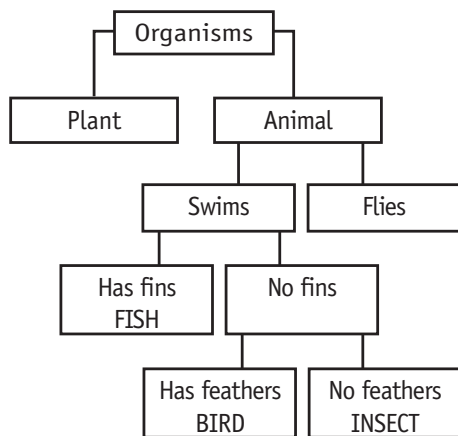 Organisms
Plant
Animal
Swims
Flies
Has fins
FISH
No fins
Has feathers
BIRD
No feathers
INSECT